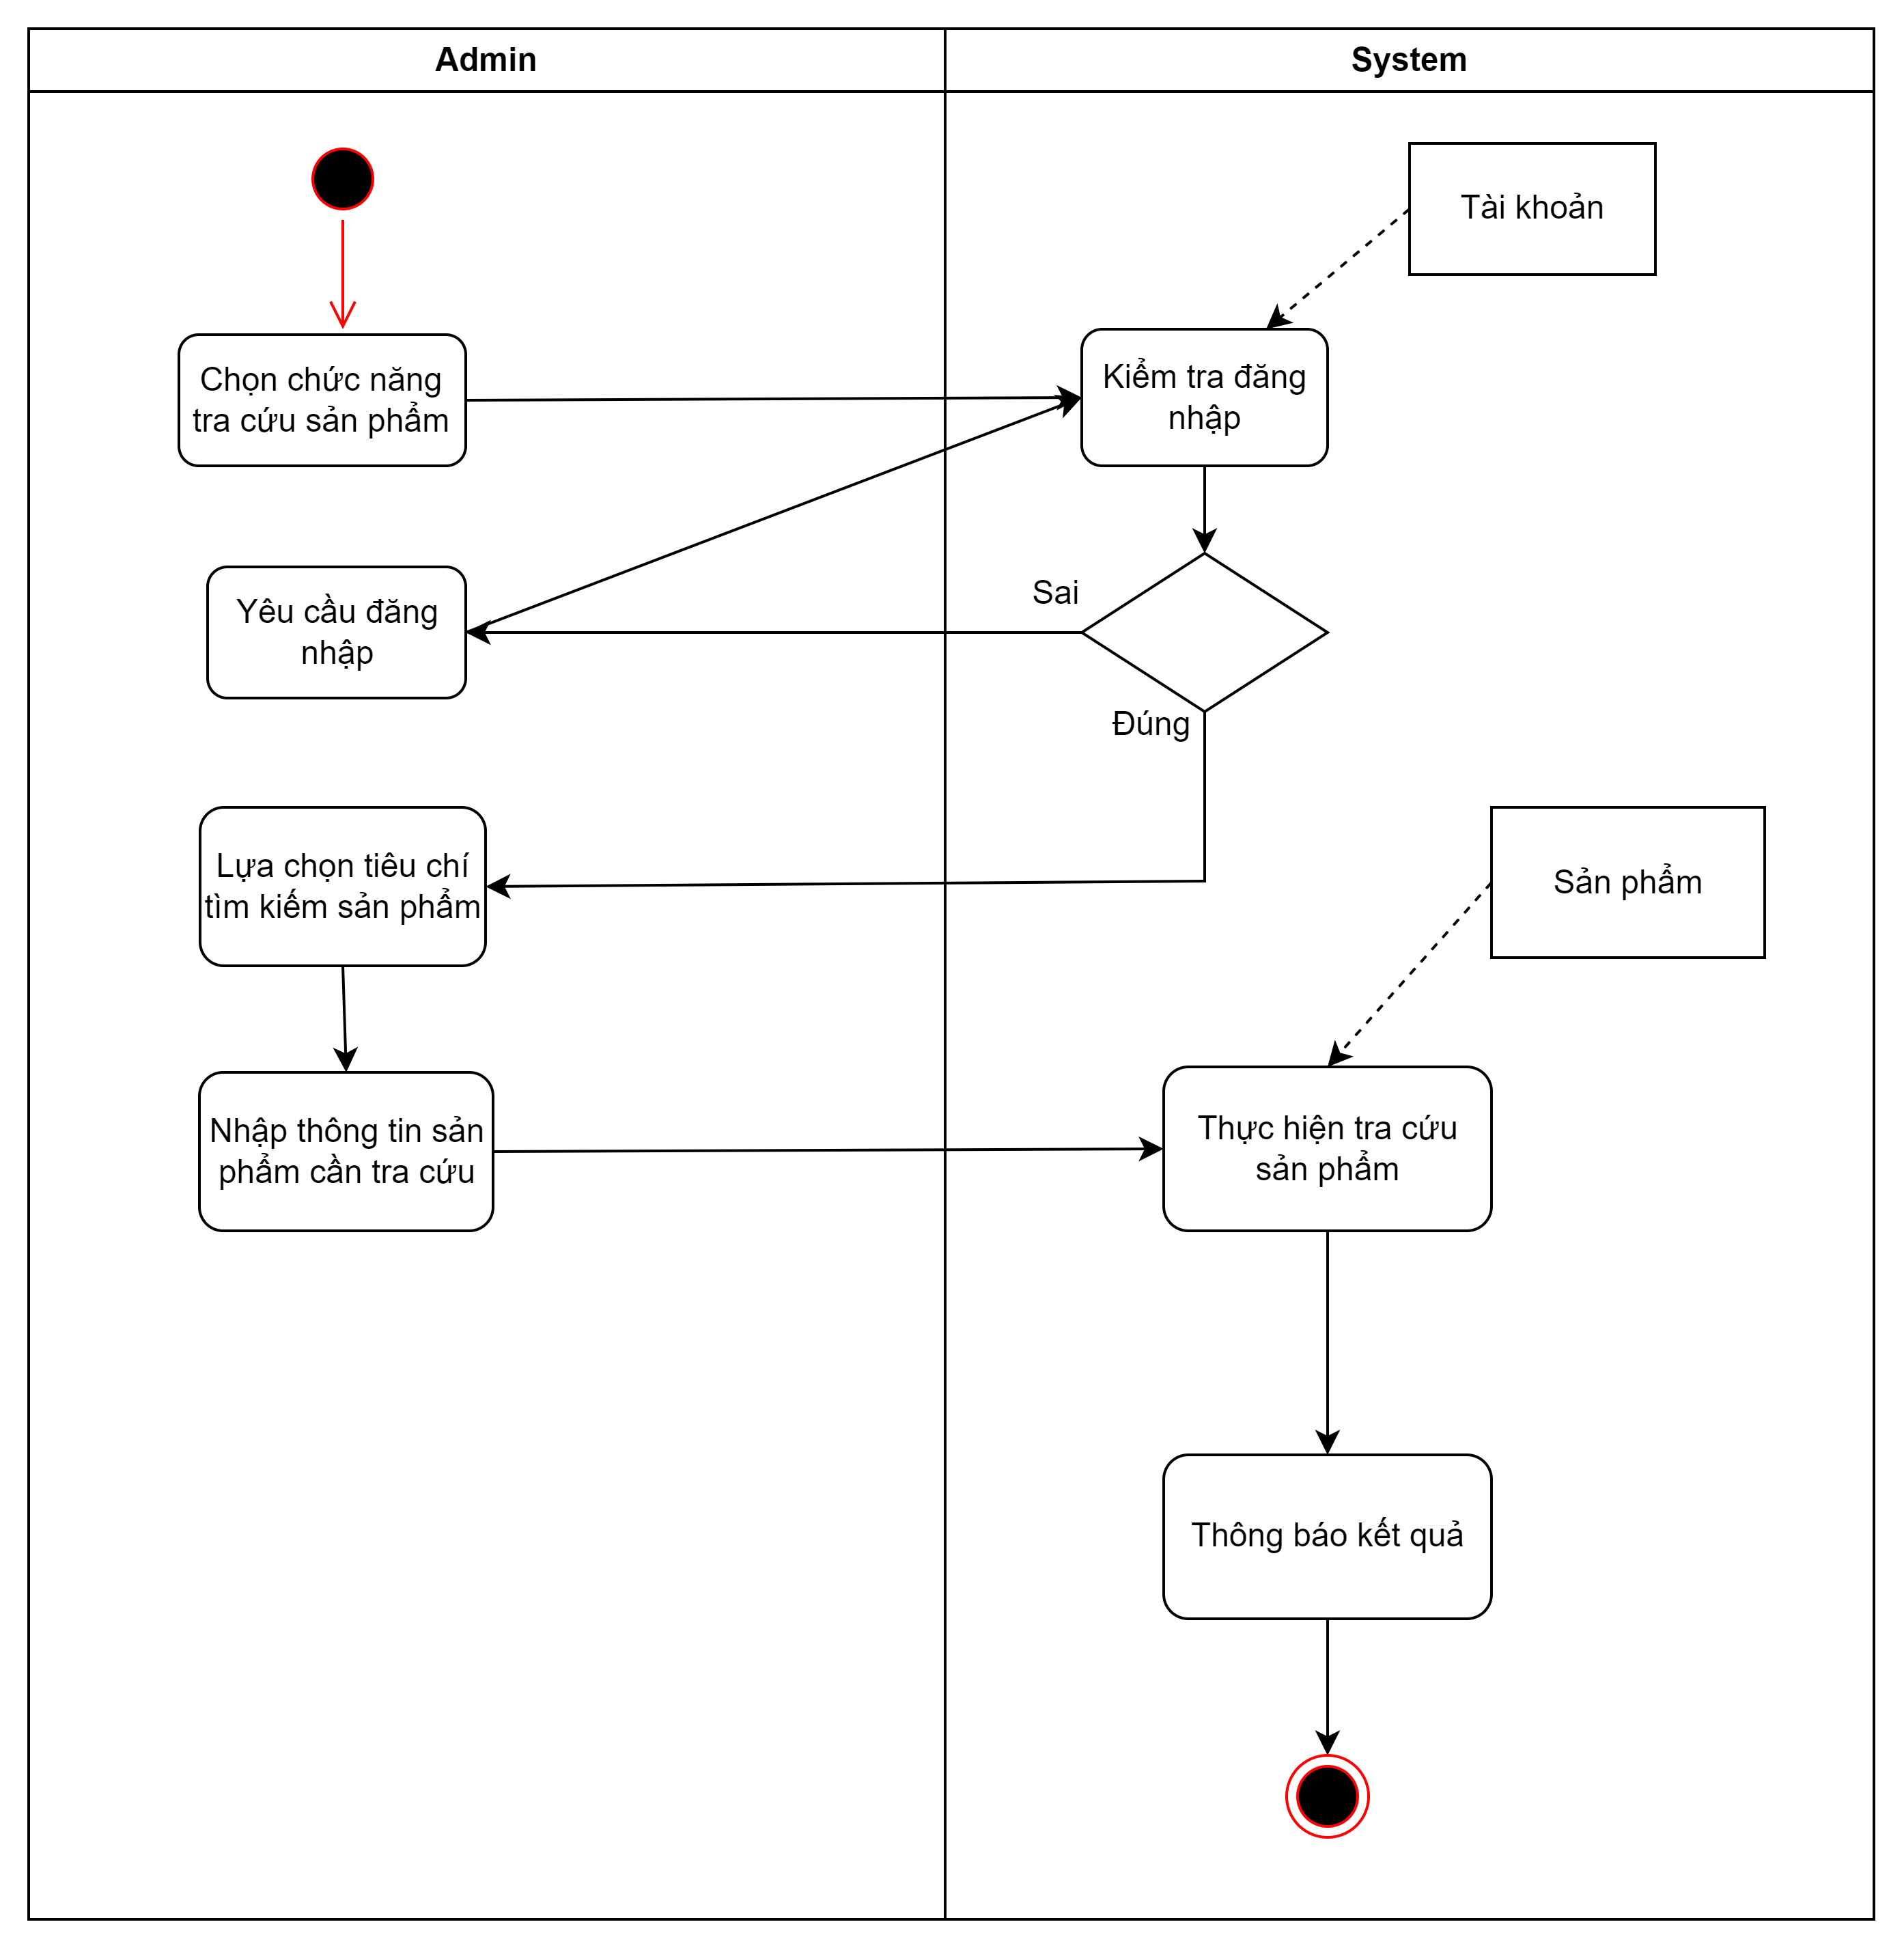 Admin
System
Tài khoản
Chọn chức năng
tra cứu sản phẩm
Kiểm tra đăng
nhập
Sai
Yêu cầu đăng
nhập
Đúng
Lựa chọn tiêu chí
tìm kiếm sản phẩm
Sản phẩm
Nhập thông tin sản
phẩm cần tra cứu
Thực hiện tra cứu
sản phẩm
Thông báo kết quả